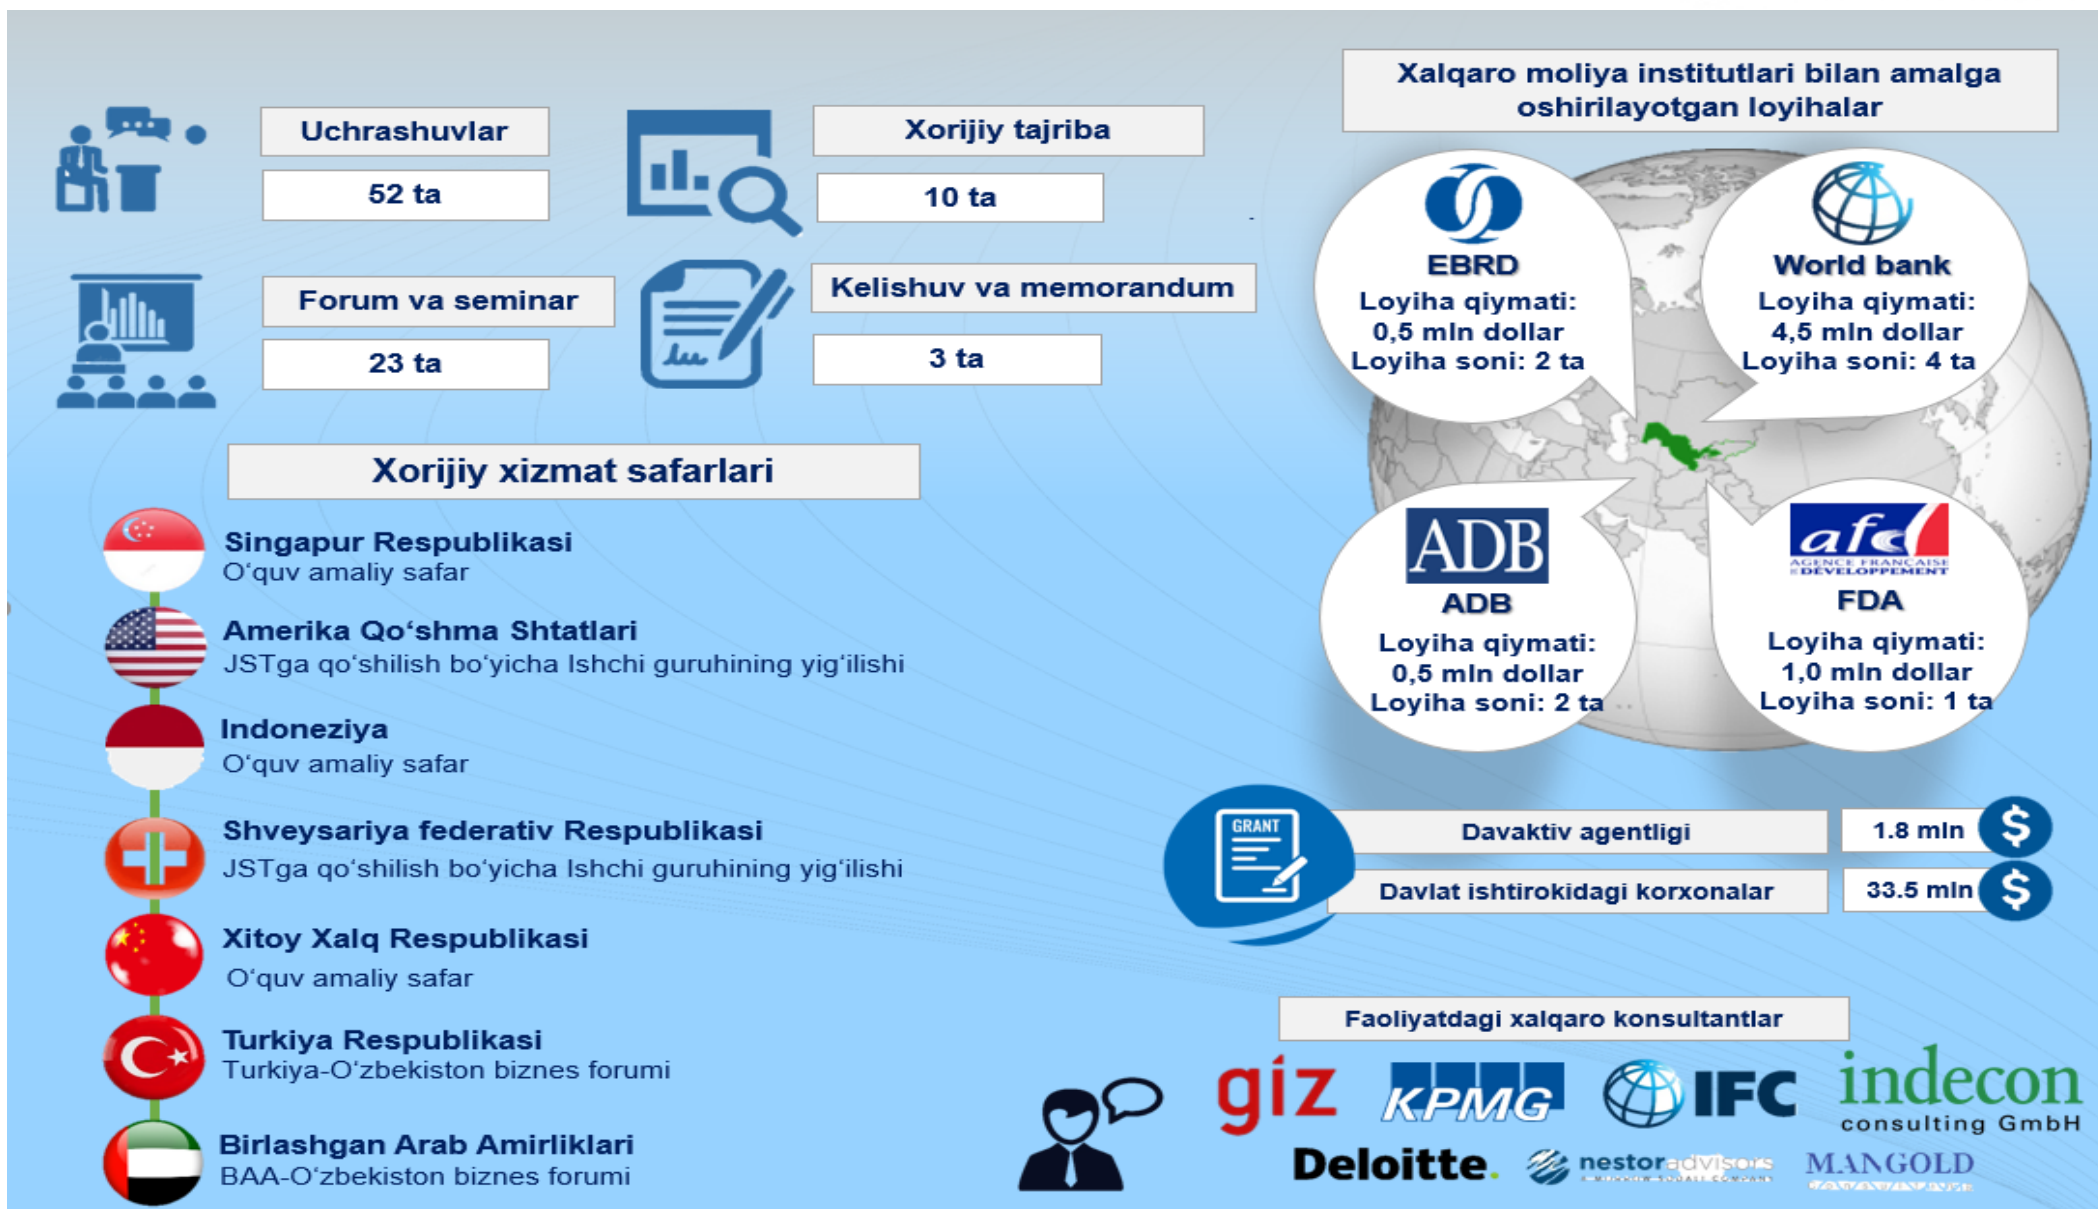 Uchrashuvlar
52 ta
Xorijiy tajriba
10 ta
Forum va seminar
23 ta
Kelishuv va memorandum
3 ta
Xorijiy xizmat safarlari
Singapur Respublikasi
O‘quv amaliy safar
Amerika Qo‘shma Shtatlari
JSTga qo‘shilish bo‘yicha Ishchi guruhining yig‘ilishi
Indoneziya
O‘quv amaliy safar
Shveysariya federativ Respublikasi
JSTga qo‘shilish bo‘yicha Ishchi guruhining yig‘ilishi
Xitoy Xalq Respublikasi
O‘quv amaliy safar
Turkiya Respublikasi
Turkiya-O‘zbekiston biznes forumi
Birlashgan Arab Amirliklari
BAA-O‘zbekiston biznes forumi
Xalqaro moliya institutlari bilan amalga
oshirilayotgan loyihalar
EBRD
Loyiha qiymati:
0,5 mln dollar
Loyiha soni: 2 ta
World bank
Loyiha qiymati:
4,5 mln dollar
Loyiha soni: 4 ta
ADB
ADB
Loyiha qiymati:
0,5 mln dollar
Loyiha soni: 2 ta
afd
AGENCE FRANÇAISE
DE DÉVELOPPEMENT
FDA
Loyiha qiymati:
1,0 mln dollar
Loyiha soni: 1 ta
GRANT
Davaktiv agentligi
1.8 mln $
Davlat ishtirokidagi korxonalar
33.5 mln $
Faoliyatdagi xalqaro konsultantlar
giz
KPMG
IFC
indecon
consulting GmbH
Deloitte.
nestoradvisors
MANGOLD